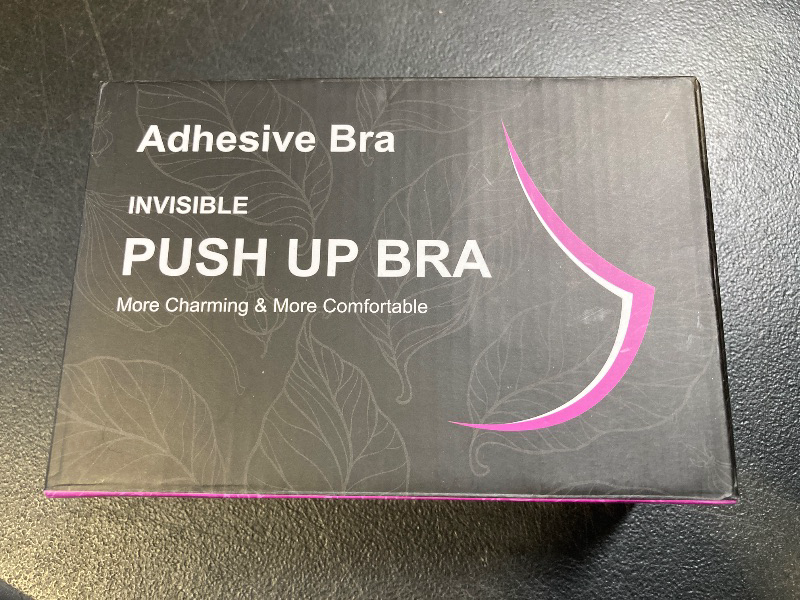 Adhesive Bra
INVISIBLE
PUSH UP BRA
More Charming & More Comfortable